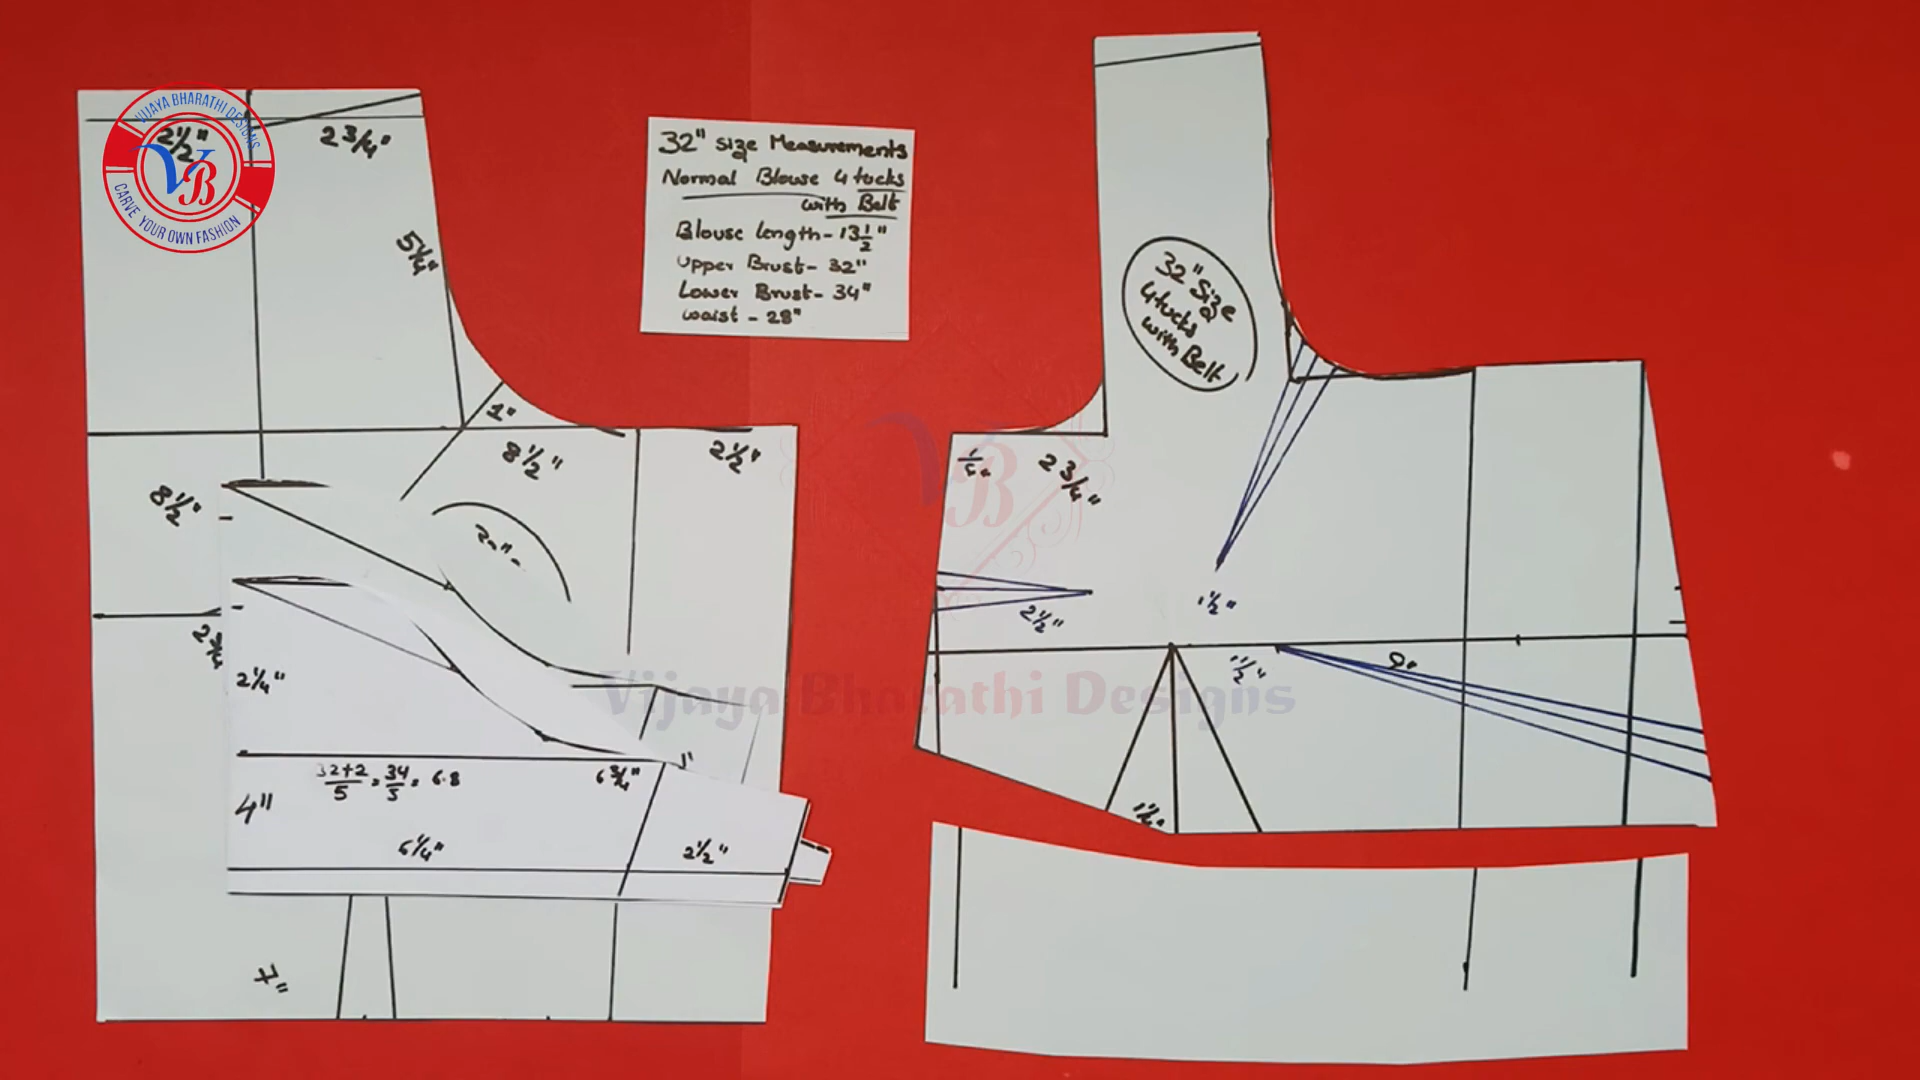 VIJAYA BHARATHI DESIGNS
VB
CARVE YOUR OWN FASHION
2½"
2¾"
5¼"
1"
8½"
2½"
8½"
2¼"
4"
32+2/5 = 34/5 = 6.8
6¾"
1"
6¼"
2½"
7"
32" Size Measurements
Normal Blouse 4 tucks
with Belt
Blouse length - 13½"
Upper Brust - 32"
Lower Brust - 34"
waist - 28"
32" Size
4 tucks
with Belt
2¾"
2½"
1½"
1½"
1½"
VB
Vijaya Bharathi Designs